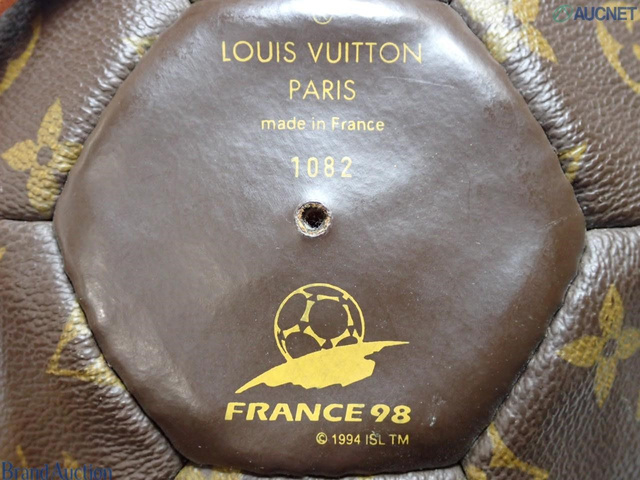 AUCNET
LOUIS VUITTON
PARIS
made in France
1082
FRANCE 98
© 1994 ISL TM
Brand Auction